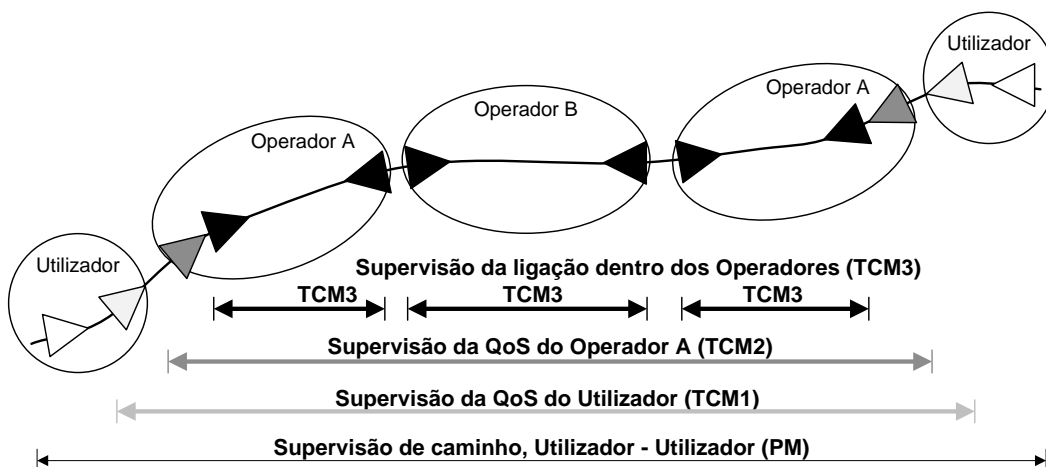 Utilizador
Operador A
Operador B
Operador A
Utilizador
Supervisão da ligação dentro dos Operadores (TCM3)
TCM3
TCM3
TCM3
Supervisão da QoS do Operador A (TCM2)
Supervisão da QoS do Utilizador (TCM1)
Supervisão de caminho, Utilizador - Utilizador (PM)